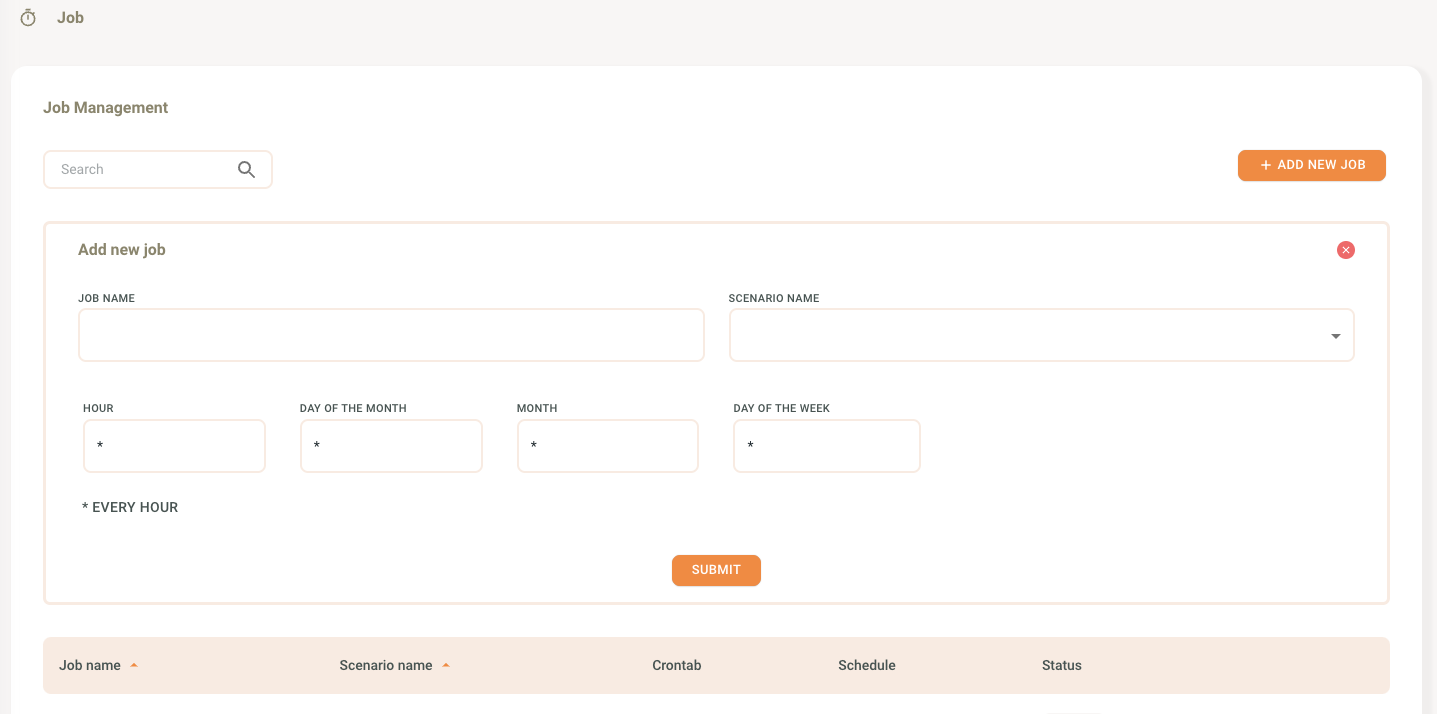 Job
Job Management
Search
+ ADD NEW JOB
Add new job
JOB NAME
SCENARIO NAME
HOUR
DAY OF THE MONTH
MONTH
DAY OF THE WEEK
*
*
*
*
* EVERY HOUR
SUBMIT
Job name
Scenario name
Crontab
Schedule
Status